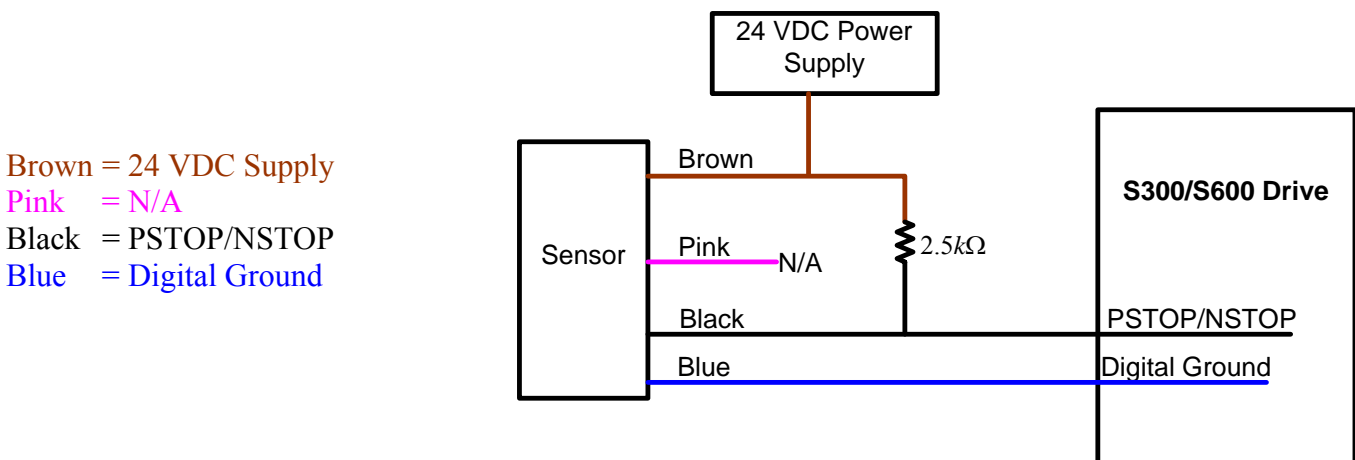 24 VDC Power
Supply
Brown = 24 VDC Supply
Pink = N/A
Black = PSTOP/NSTOP
Blue = Digital Ground
Sensor
Brown
Pink
N/A
Black
Blue
2.5kΩ
S300/S600 Drive
PSTOP/NSTOP
Digital Ground